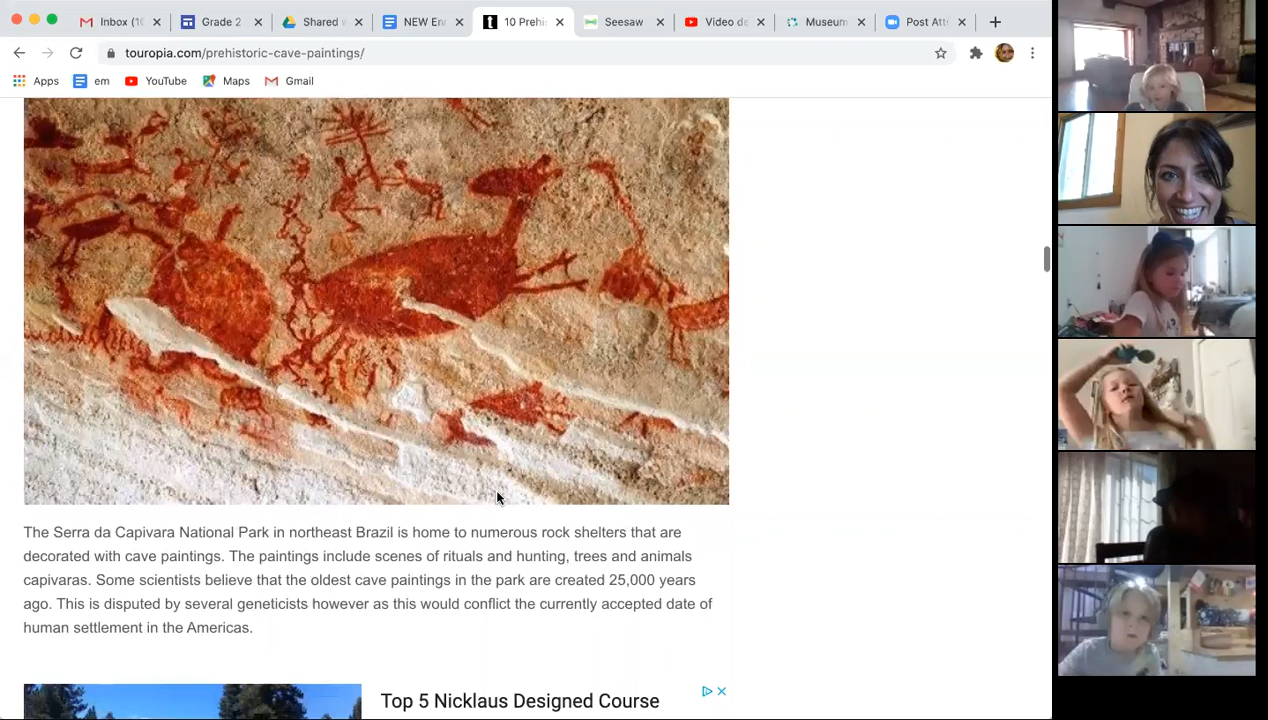 Inbox (1
Grade 2
Shared
NEW En
10 Prehi
Seesaw
Video de
Museum
Post Att
touropia.com/prehistoric-cave-paintings/
Apps
em
YouTube
Maps
Gmail
The Serra da Capivara National Park in northeast Brazil is home to numerous rock shelters that are
decorated with cave paintings. The paintings include scenes of rituals and hunting, trees and animals
capivaras. Some scientists believe that the oldest cave paintings in the park are created 25,000 years
ago. This is disputed by several geneticists however as this would conflict the currently accepted date of
human settlement in the Americas.
Top 5 Nicklaus Designed Course